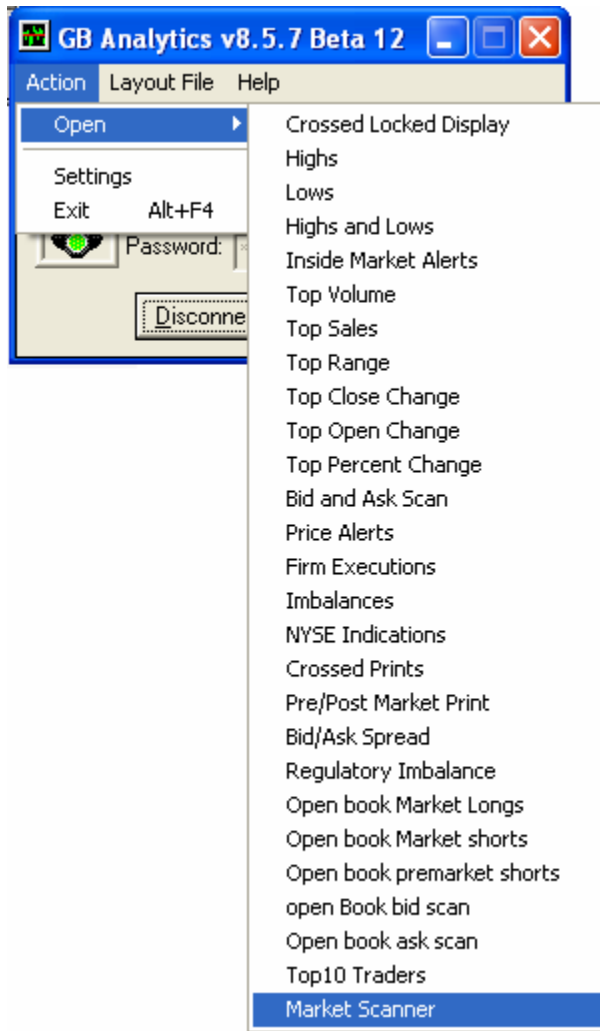 GB Analytics v8.5.7 Beta 12
Action Layout File Help
Open
Settings
Exit Alt+F4
Password:
Disconne
Crossed Locked Display
Highs
Lows
Highs and Lows
Inside Market Alerts
Top Volume
Top Sales
Top Range
Top Close Change
Top Open Change
Top Percent Change
Bid and Ask Scan
Price Alerts
Firm Executions
Imbalances
NYSE Indications
Crossed Prints
Pre/Post Market Print
Bid/Ask Spread
Regulatory Imbalance
Open book Market Longs
Open book Market shorts
Open book premarket shorts
open Book bid scan
Open book ask scan
Top10 Traders
Market Scanner